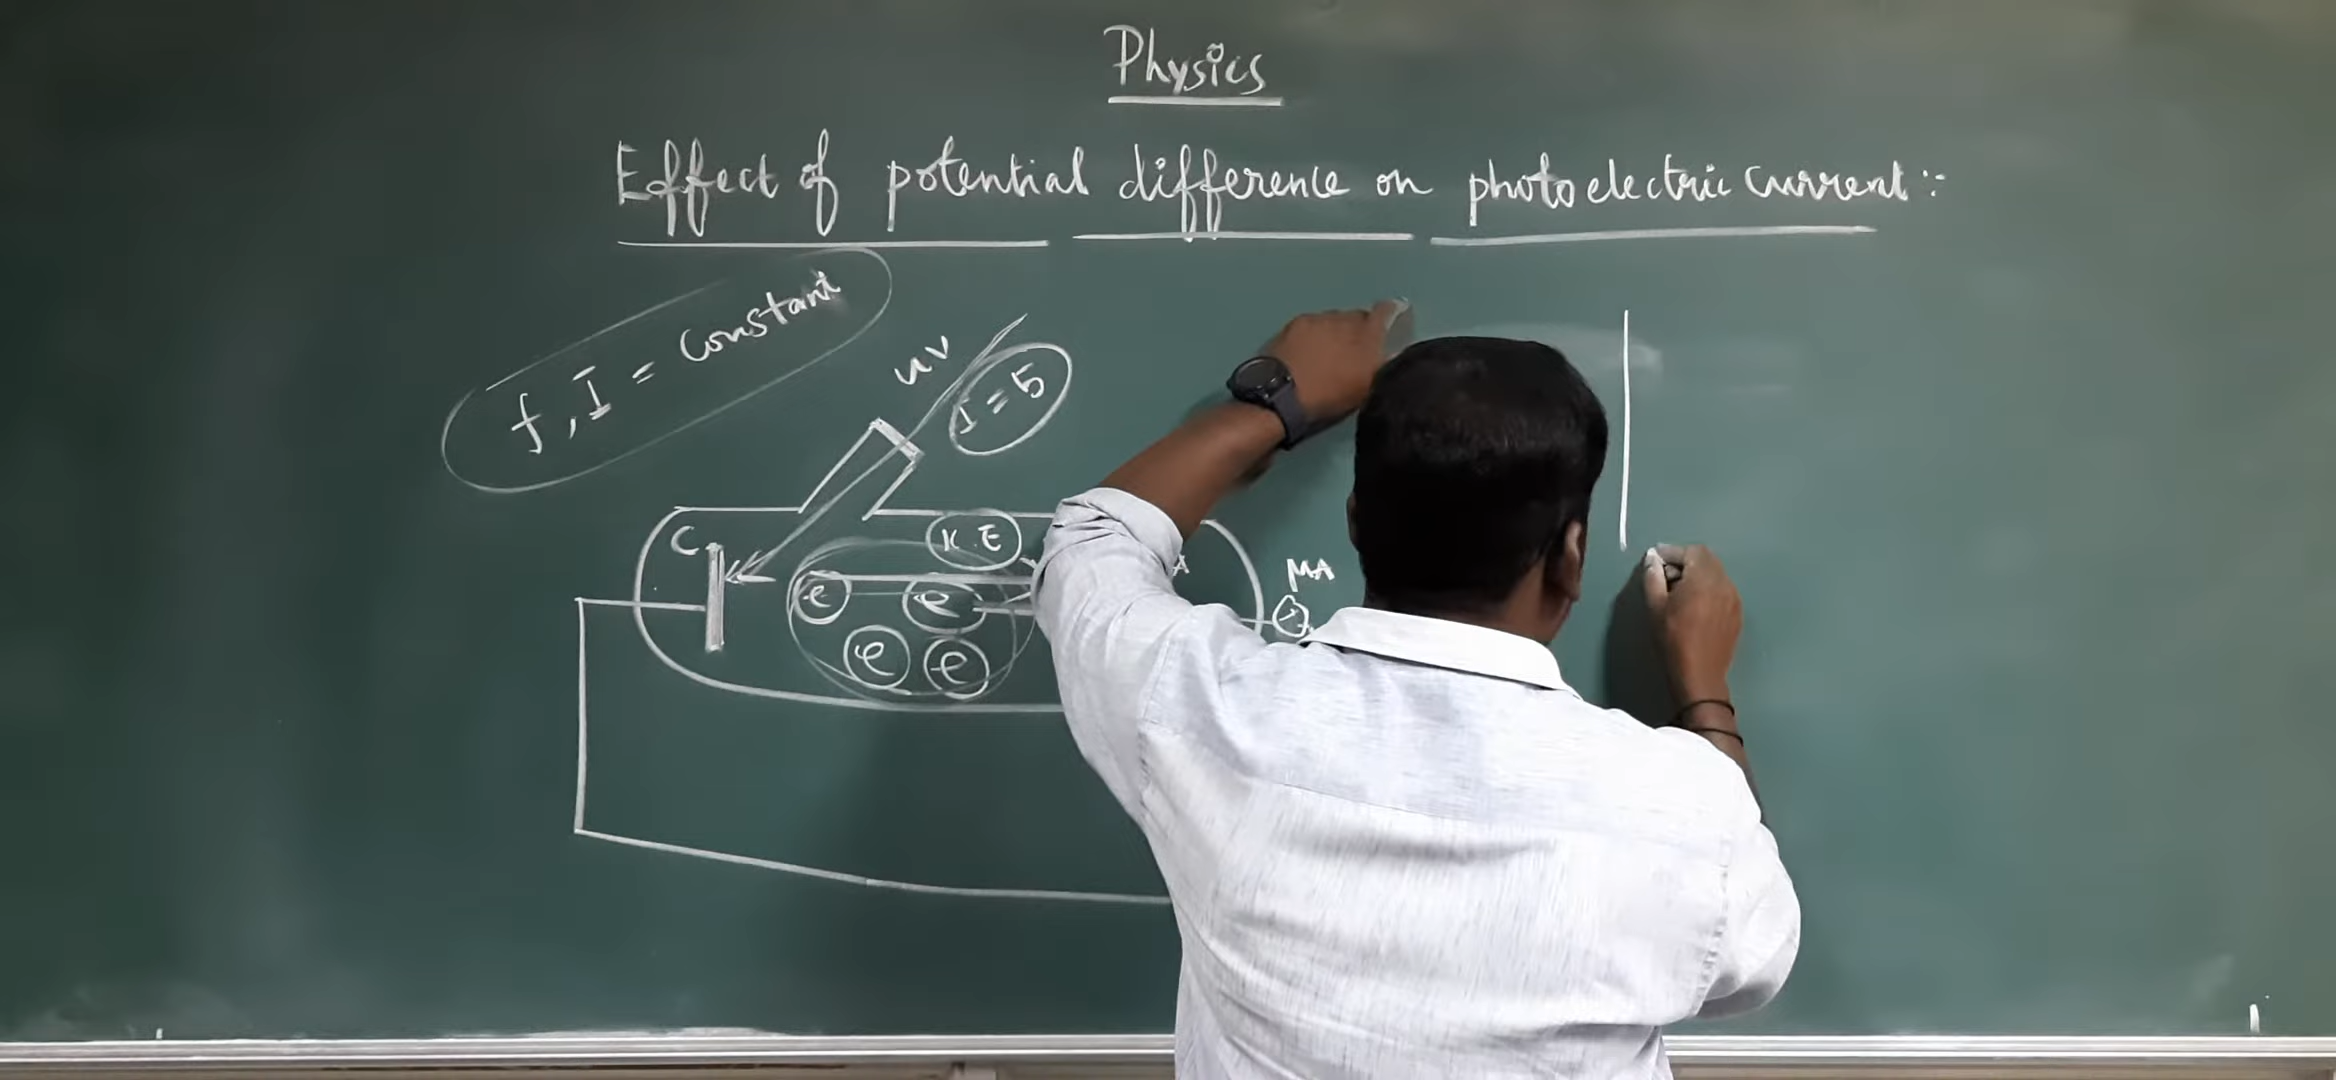 Physics
Effect of potential difference on photoelectric current :-
f, I = Constant
uv
I = 5
C
K.E
A
μA
e
e
e
e